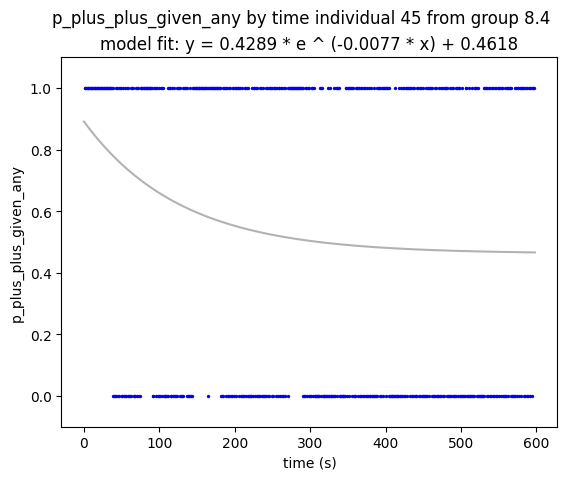 p_plus_plus_given_any by time individual 45 from group 8.4
model fit: y = 0.4289 * e ^ (-0.0077 * x) + 0.4618
p_plus_plus_given_any
1.0
0.8
0.6
0.4
0.2
0.0
0 100 200 300 400 500 600
time (s)